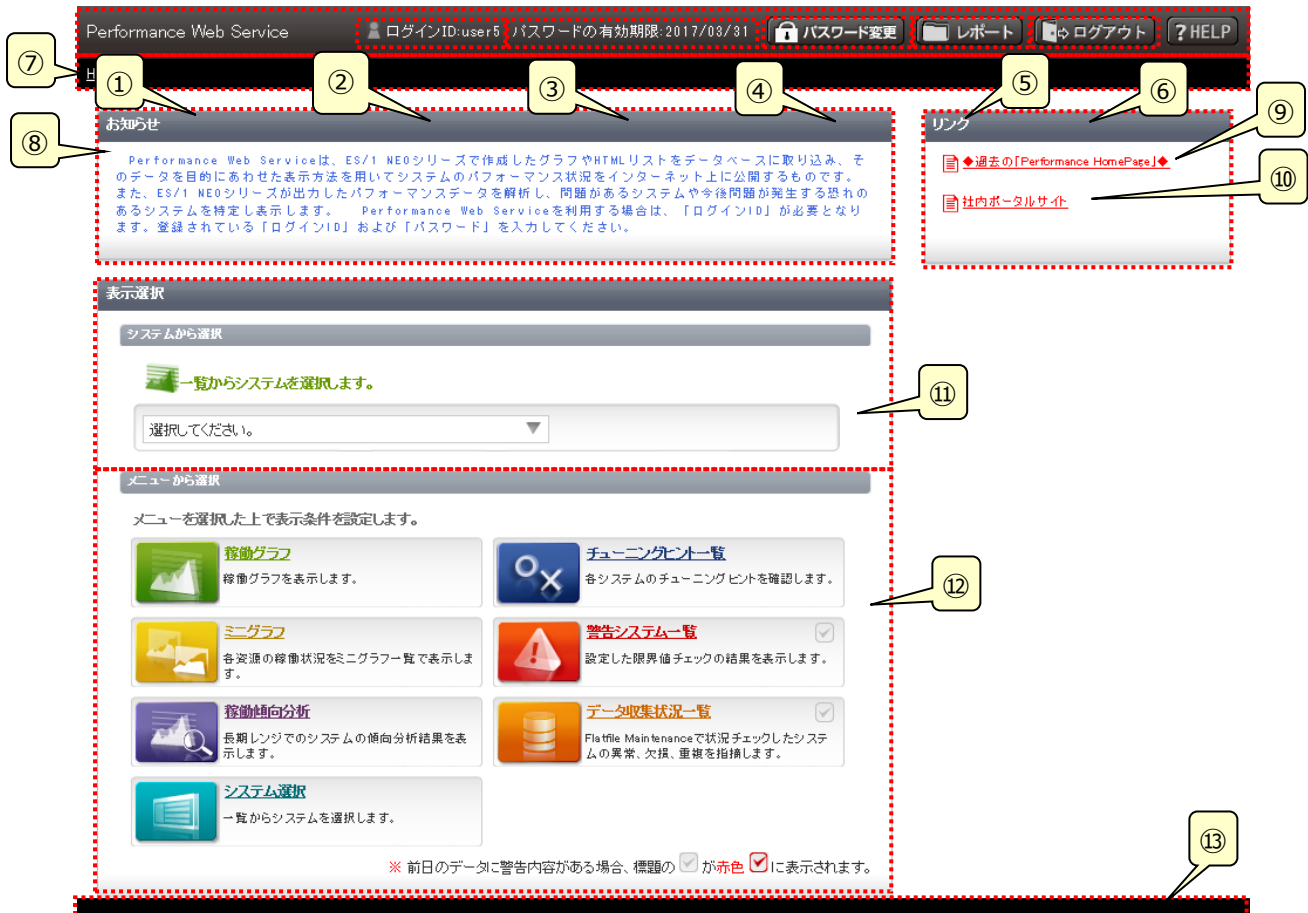 Performance Web Service ログインID:user5 パスワードの有効期限:2017/03/31 パスワード変更 レポート ログアウト ?HELP
⑦
H
① ② ③ ④ ⑤ ⑥
⑧
お知らせ
Performance Web Serviceは、ES/1 NEOシリーズで作成したグラフやHTMLリストをデータベースに取り込み、そ
のデータを目的にあわせた表示方法を用いてシステムのパフォーマンス状況をインターネット上に公開するものです。
また、ES/1 NEOシリーズが出力したパフォーマンスデータを解析し、問題があるシステムや今後問題が発生する恐れの
あるシステムを特定し表示します。 Performance Web Serviceを利用する場合は、「ログインID」が必要となり
ます。登録されている「ログインID」および「パスワード」を入力してください。
リンク
⑨
◆過去の「Performance HomePage」◆
⑩
社内ポータルサイト
表示選択
システムから選択
一覧からシステムを選択します。
⑪
選択してください。
メニューから選択
メニューを選択した上で表示条件を設定します。
稼働グラフ
稼働グラフを表示します。
チューニングヒント一覧
各システムのチューニングヒントを確認します。
⑫
ミニグラフ
各資源の稼働状況をミニグラフ一覧で表示しま
す。
警告システム一覧
設定した限界値チェックの結果を表示します。
稼働傾向分析
長期レンジでのシステムの傾向分析結果を表
示します。
データ収集状況一覧
Flatfile Maintenanceで状況チェックしたシステ
ムの異常、欠損、重複を指摘します。
システム選択
一覧からシステムを選択します。
⑬
※ 前日のデータに警告内容がある場合、標題の が赤色 に表示されます。